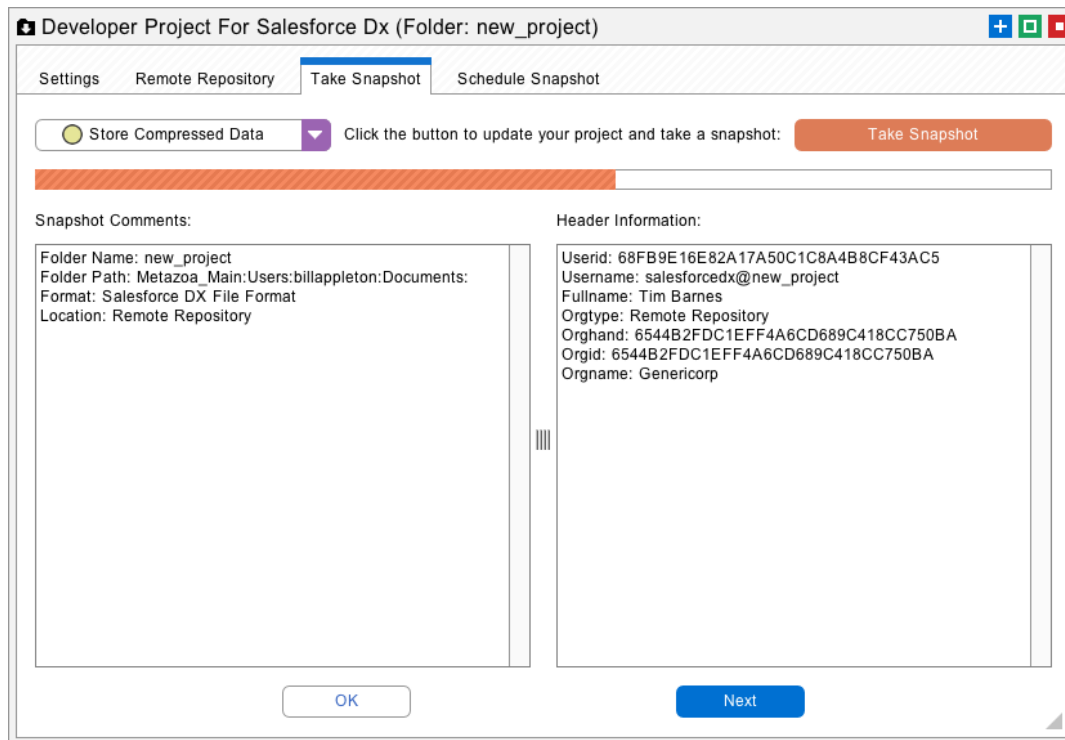 Developer Project For Salesforce Dx (Folder: new_project)
Settings
Remote Repository
Take Snapshot
Schedule Snapshot
Store Compressed Data
Click the button to update your project and take a snapshot:
Take Snapshot
Snapshot Comments:
Folder Name: new_project
Folder Path: Metazoa_Main:Users:billappleton:Documents:
Format: Salesforce DX File Format
Location: Remote Repository
Header Information:
Userid: 68FB9E16E82A17A50C1C8A4B8CF43AC5
Username: salesforcedx@new_project
Fullname: Tim Barnes
Orgtype: Remote Repository
Orghand: 6544B2FDC1EFF4A6CD689C418CC750BA
Orgid: 6544B2FDC1EFF4A6CD689C418CC750BA
Orgname: Genericorp
OK
Next